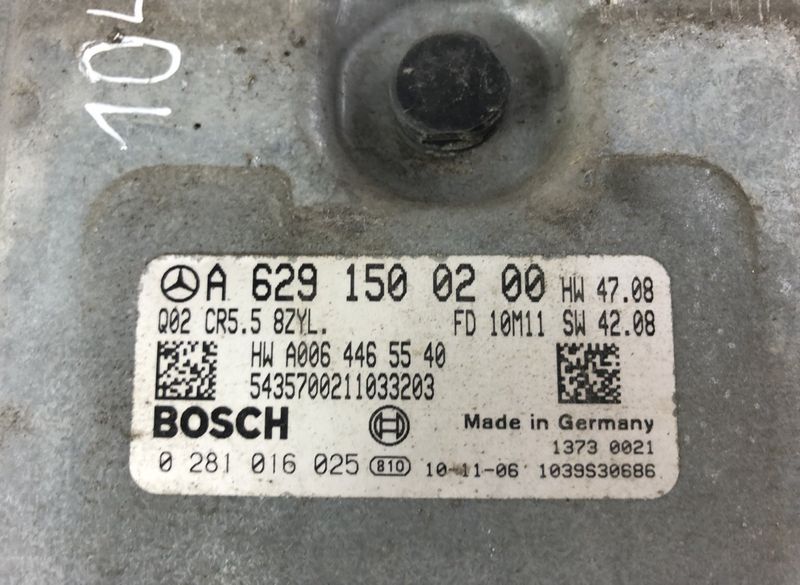 104
A 629 150 02 00 HW 47.08
Q02 CR5.5 8ZYL. FD 10M11 SW 42.08
HW A006 446 55 40
5435700211033203
BOSCH Made in Germany
1373 0021
0 281 016 025 810 10-11-06 1039S30686